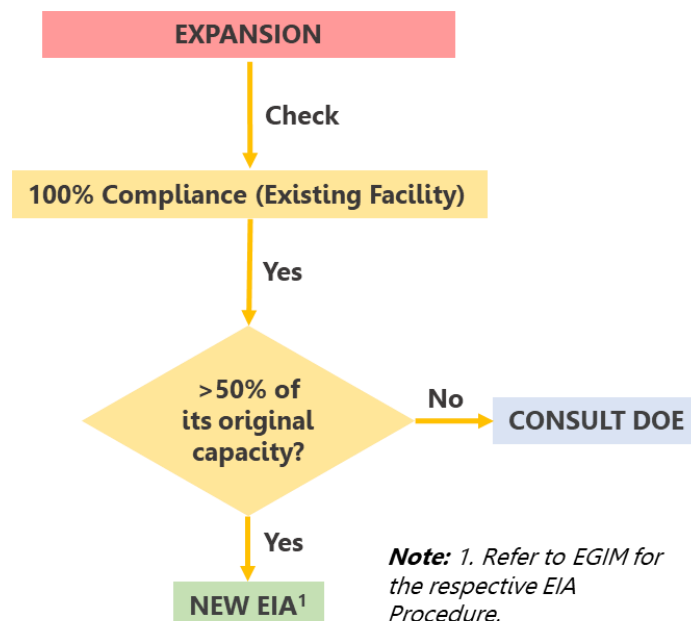 EXPANSION
Check
100% Compliance (Existing Facility)
Yes
>50% of
its original
capacity?
No
CONSULT DOE
Yes
Note: 1. Refer to EGIM for
the respective EIA
Procedure.
NEW EIA¹